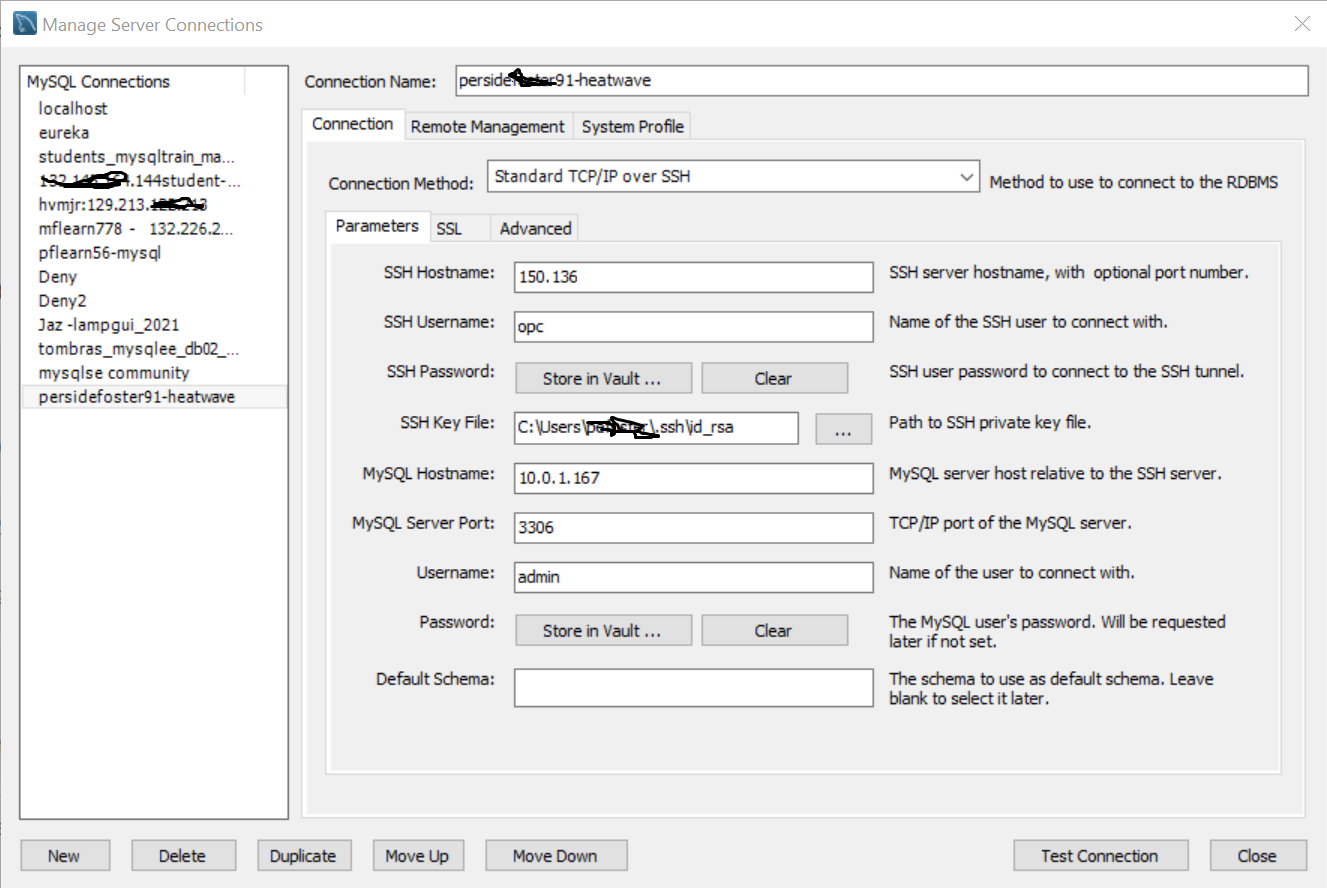 Manage Server Connections
MySQL Connections
localhost
eureka
students_mysqltrain_ma...
.144student-...
hvmjr:129.213.
mflearn778 - 132.226.2...
pflearn56-mysql
Deny
Deny2
Jaz -lampgui_2021
tombras_mysqlee_db02_...
mysqlse community
persidefoster91-heatwave
Connection Name:
91-heatwave
Connection
Remote Management
System Profile
Connection Method:
Standard TCP/IP over SSH
Method to use to connect to the RDBMS
Parameters
SSL
Advanced
SSH Hostname:
150.136
SSH server hostname, with optional port number.
SSH Username:
opc
Name of the SSH user to connect with.
SSH Password:
Store in Vault ...
Clear
SSH user password to connect to the SSH tunnel.
SSH Key File:
C:\Users\ .ssh\id_rsa
...
Path to SSH private key file.
MySQL Hostname:
10.0.1.167
MySQL server host relative to the SSH server.
MySQL Server Port:
3306
TCP/IP port of the MySQL server.
Username:
admin
Name of the user to connect with.
Password:
Store in Vault ...
Clear
The MySQL user's password. Will be requested
later if not set.
Default Schema:
The schema to use as default schema. Leave
blank to select it later.
New
Delete
Duplicate
Move Up
Move Down
Test Connection
Close